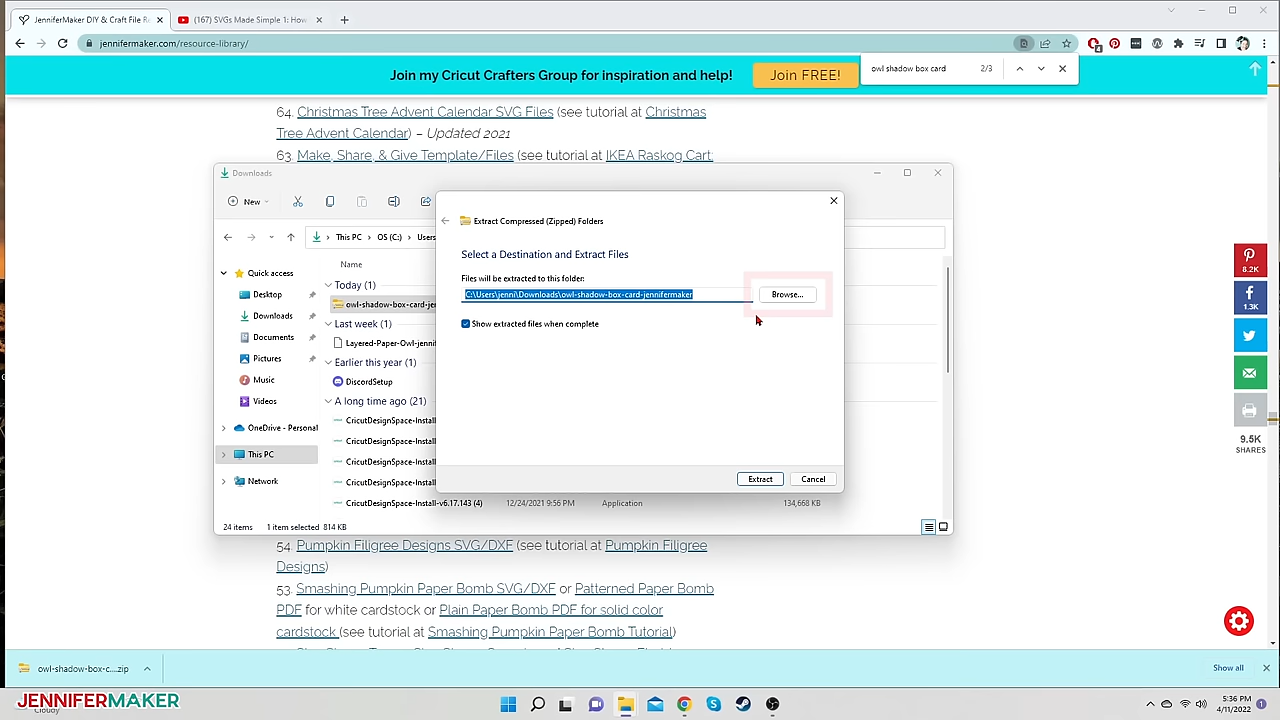 JenniferMaker DIY & Craft File Re
(167) SVGs Made Simple 1: How
jennifermaker.com/resource-library/
4
Join my Cricut Crafters Group for inspiration and help!
Join FREE!
owl shadow box card
2/3
64. Christmas Tree Advent Calendar SVG Files (see tutorial at Christmas
Tree Advent Calendar) – Updated 2021
63. Make, Share, & Give Template/Files (see tutorial at IKEA Raskog Cart:
Downloads
New
This PC > OS (C:) > Users
Name
Quick access
Desktop
Downloads
Documents
Pictures
Music
Videos
OneDrive - Personal
This PC
Network
Today (1)
owl-shadow-box-card-jen
Last week (1)
Layered-Paper-Owl-jennif
Earlier this year (1)
DiscordSetup
A long time ago (21)
CricutDesignSpace-Install
CricutDesignSpace-Install
CricutDesignSpace-Install
CricutDesignSpace-Install
CricutDesignSpace-Install-v6.17.143 (4)
12/24/2021 9:56 PM
Application
134,668 KB
24 items
1 item selected 814 KB
Extract Compressed (Zipped) Folders
Select a Destination and Extract Files
Files will be extracted to this folder:
C:\Users\jenni\Downloads\owl-shadow-box-card-jennifermaker
Browse...
Show extracted files when complete
Extract
Cancel
8.2K
1.3K
9.5K
SHARES
54. Pumpkin Filigree Designs SVG/DXF (see tutorial at Pumpkin Filigree
Designs)
53. Smashing Pumpkin Paper Bomb SVG/DXF or Patterned Paper Bomb
PDF for white cardstock or Plain Paper Bomb PDF for solid color
cardstock (see tutorial at Smashing Pumpkin Paper Bomb Tutorial)
owl-shadow-box-c....zip
Show all
JENNIFERMAKER
Cloudy
5:36 PM
4/11/2022